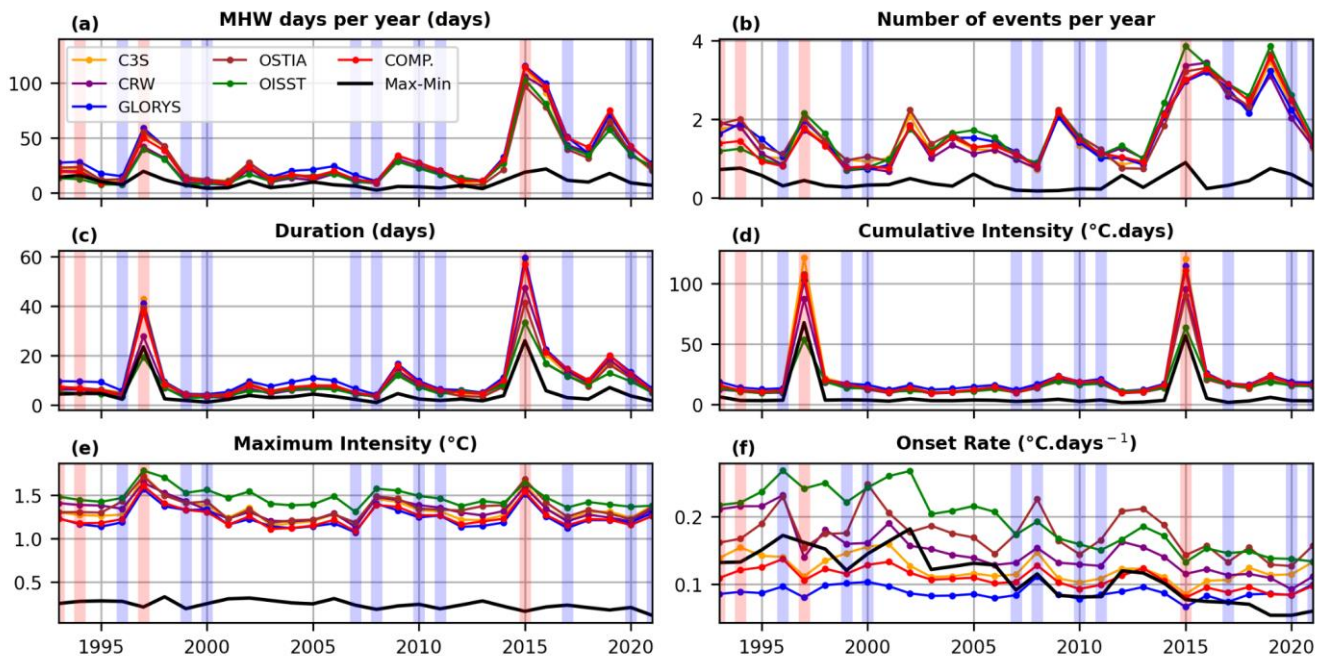 (a) MHW days per year (days)
(b) Number of events per year
100
50
0
C3S
CRW
GLORYS
OSTIA
OISST
COMP.
Max-Min
4
2
0
(c) Duration (days)
(d) Cumulative Intensity (°C.days)
60
40
20
0
100
50
0
(e) Maximum Intensity (°C)
(f) Onset Rate (°C.days⁻¹)
1.5
1.0
0.5
0.2
0.1
1995 2000 2005 2010 2015 2020
1995 2000 2005 2010 2015 2020